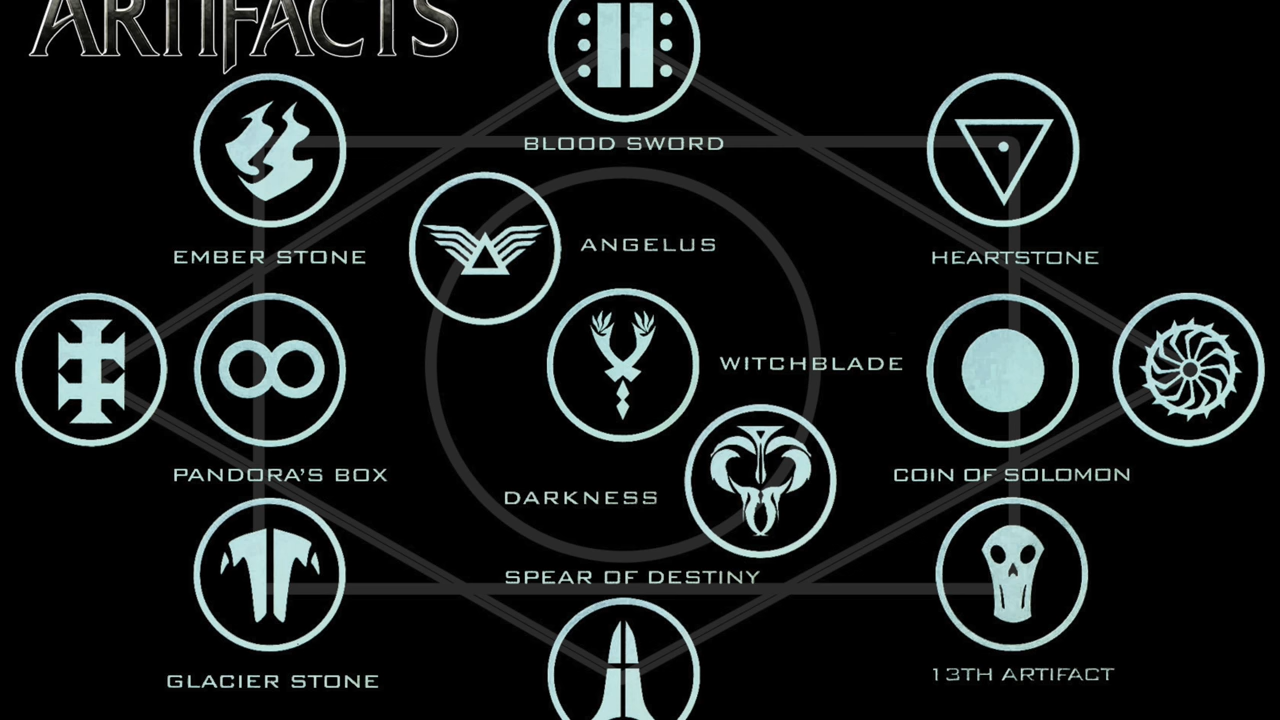 ARTIFACTS
BLOOD SWORD
EMBER STONE
ANGELUS
HEARTSTONE
WITCHBLADE
PANDORA'S BOX
COIN OF SOLOMON
DARKNESS
SPEAR OF DESTINY
GLACIER STONE
13TH ARTIFACT